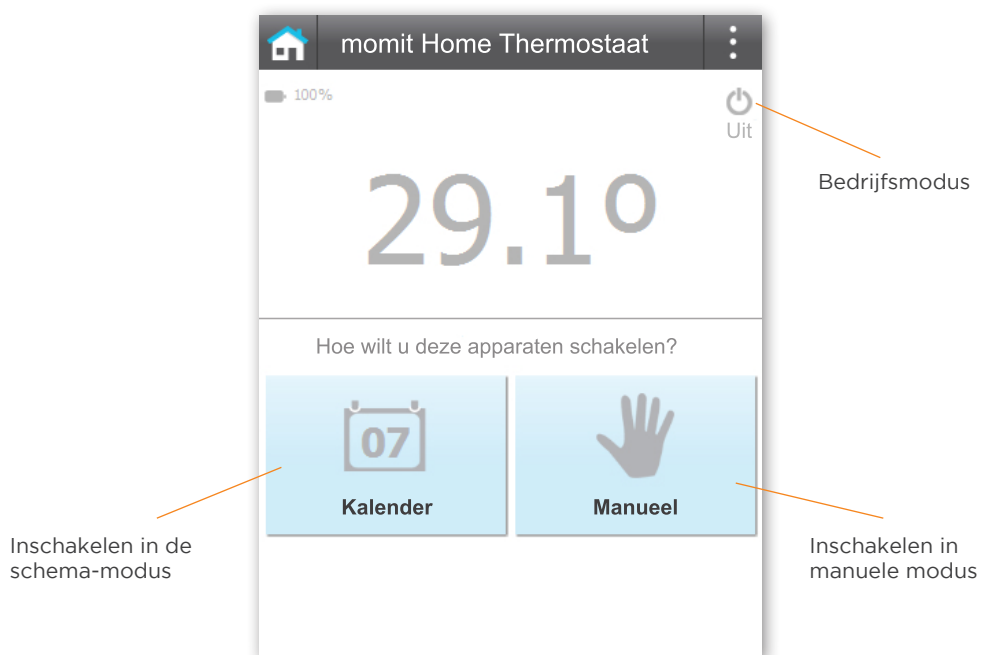 momit Home Thermostaat
100%
Uit
Bedrijfsmodus
29.1º
Hoe wilt u deze apparaten schakelen?
07
Kalender
Manueel
Inschakelen in de
schema-modus
Inschakelen in
manuele modus